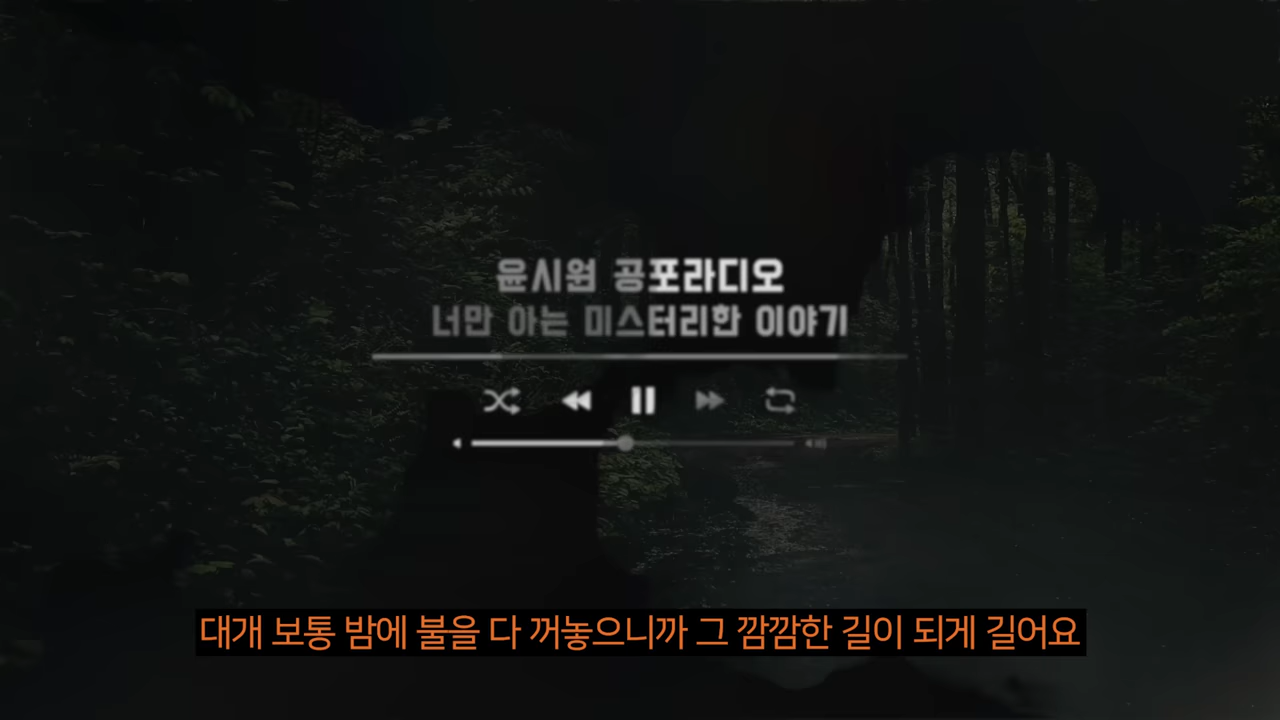 윤시원 공포라디오
너만 아는 미스터리한 이야기
대개 보통 밤에 불을 다 꺼놓으니까 그 깜깜한 길이 되게 길어요